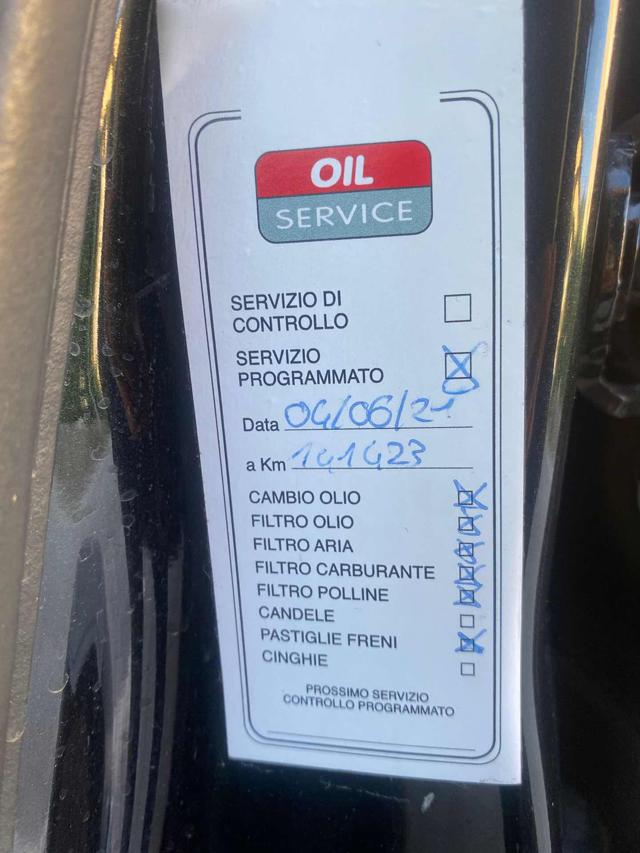 OIL
SERVICE
SERVIZIO DI
CONTROLLO
SERVIZIO
PROGRAMMATO
Data 04/06/21
a Km 141423
CAMBIO OLIO
FILTRO OLIO
FILTRO ARIA
FILTRO CARBURANTE
FILTRO POLLINE
CANDELE
PASTIGLIE FRENI
CINGHIE
PROSSIMO SERVIZIO
CONTROLLO PROGRAMMATO